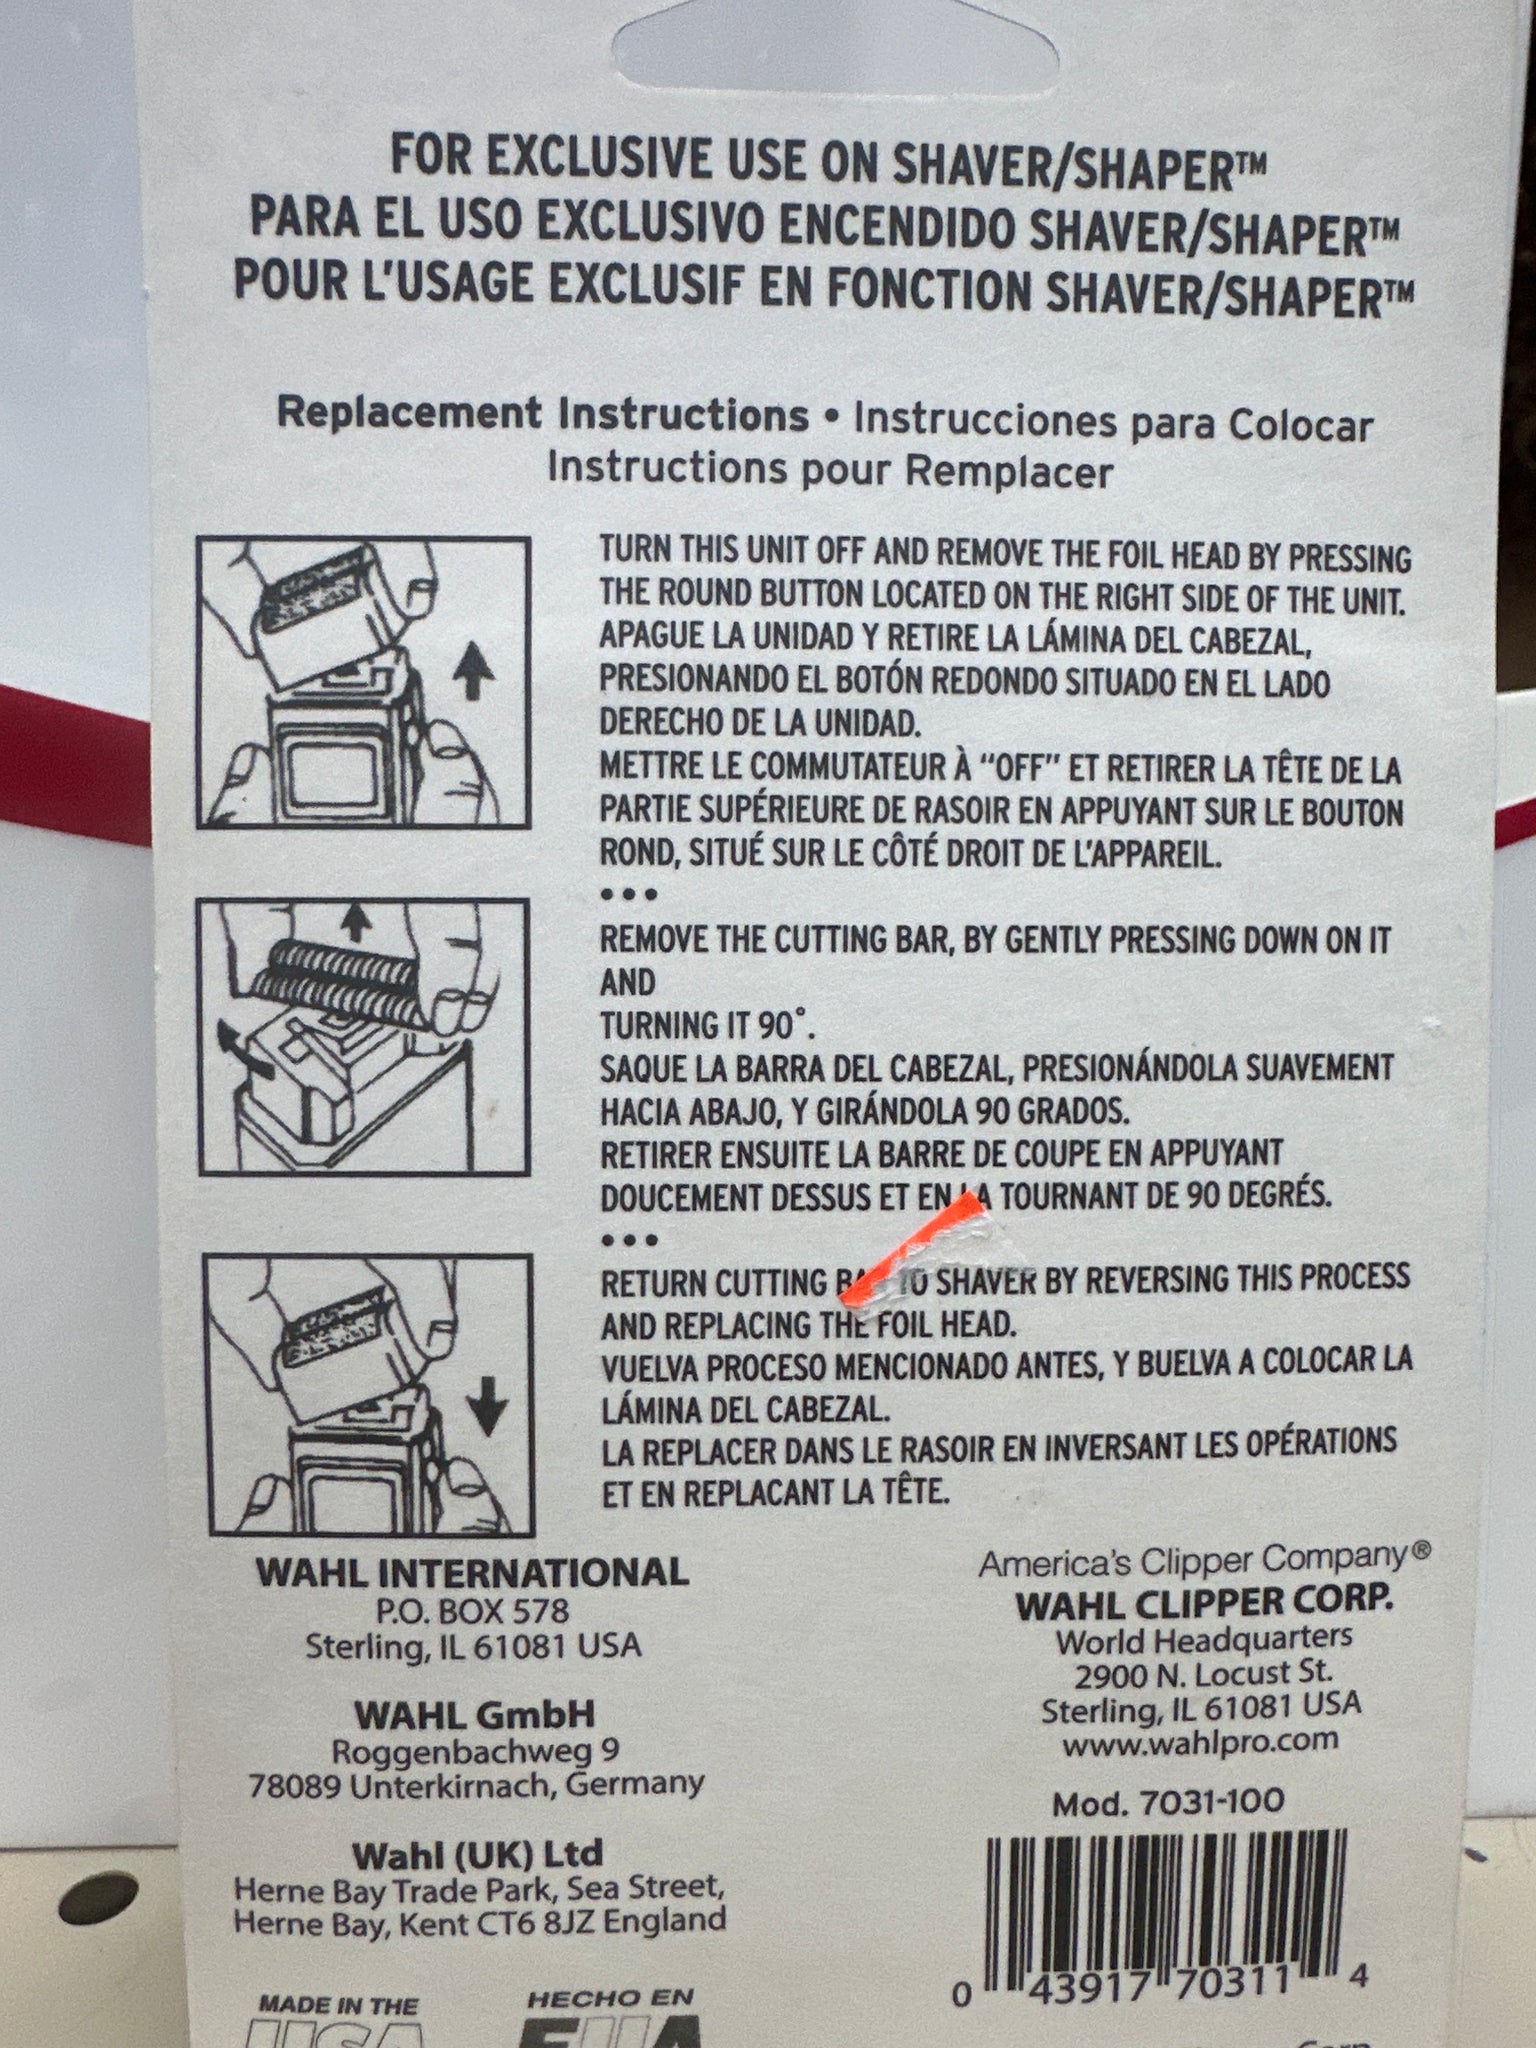 FOR EXCLUSIVE USE ON SHAVER/SHAPER™
PARA EL USO EXCLUSIVO ENCENDIDO SHAVER/SHAPER™
POUR L'USAGE EXCLUSIF EN FONCTION SHAVER/SHAPER™
Replacement Instructions • Instrucciones para Colocar
Instructions pour Remplacer
TURN THIS UNIT OFF AND REMOVE THE FOIL HEAD BY PRESSING
THE ROUND BUTTON LOCATED ON THE RIGHT SIDE OF THE UNIT.
APAGUE LA UNIDAD Y RETIRE LA LÁMINA DEL CABEZAL,
PRESIONANDO EL BOTÓN REDONDO SITUADO EN EL LADO
DERECHO DE LA UNIDAD.
METTRE LE COMMUTATEUR À “OFF” ET RETIRER LA TÊTE DE LA
PARTIE SUPÉRIEURE DE RASOIR EN APPUYANT SUR LE BOUTON
ROND, SITUÉ SUR LE CÔTÉ DROIT DE L'APPAREIL.
•••
REMOVE THE CUTTING BAR, BY GENTLY PRESSING DOWN ON IT
AND
TURNING IT 90°.
SAQUE LA BARRA DEL CABEZAL, PRESIONÁNDOLA SUAVEMENT
HACIA ABAJO, Y GIRÁNDOLA 90 GRADOS.
RETIRER ENSUITE LA BARRE DE COUPE EN APPUYANT
DOUCEMENT DESSUS ET EN LA TOURNANT DE 90 DEGRÉS.
•••
RETURN CUTTING TO SHAVER BY REVERSING THIS PROCESS
AND REPLACING THE FOIL HEAD.
VUELVA PROCESO MENCIONADO ANTES, Y BUELVA A COLOCAR LA
LÁMINA DEL CABEZAL.
LA REPLACER DANS LE RASOIR EN INVERSANT LES OPÉRATIONS
ET EN REPLACANT LA TÊTE.
WAHL INTERNATIONAL
P.O. BOX 578
Sterling, IL 61081 USA
WAHL GmbH
Roggenbachweg 9
78089 Unterkirnach, Germany
Wahl (UK) Ltd
Herne Bay Trade Park, Sea Street,
Herne Bay, Kent CT6 8JZ England
MADE IN THE
USA
HECHO EN
EUA
America's Clipper Company®
WAHL CLIPPER CORP.
World Headquarters
2900 N. Locust St.
Sterling, IL 61081 USA
www.wahlpro.com
Mod. 7031-100
0 43917 70311 4